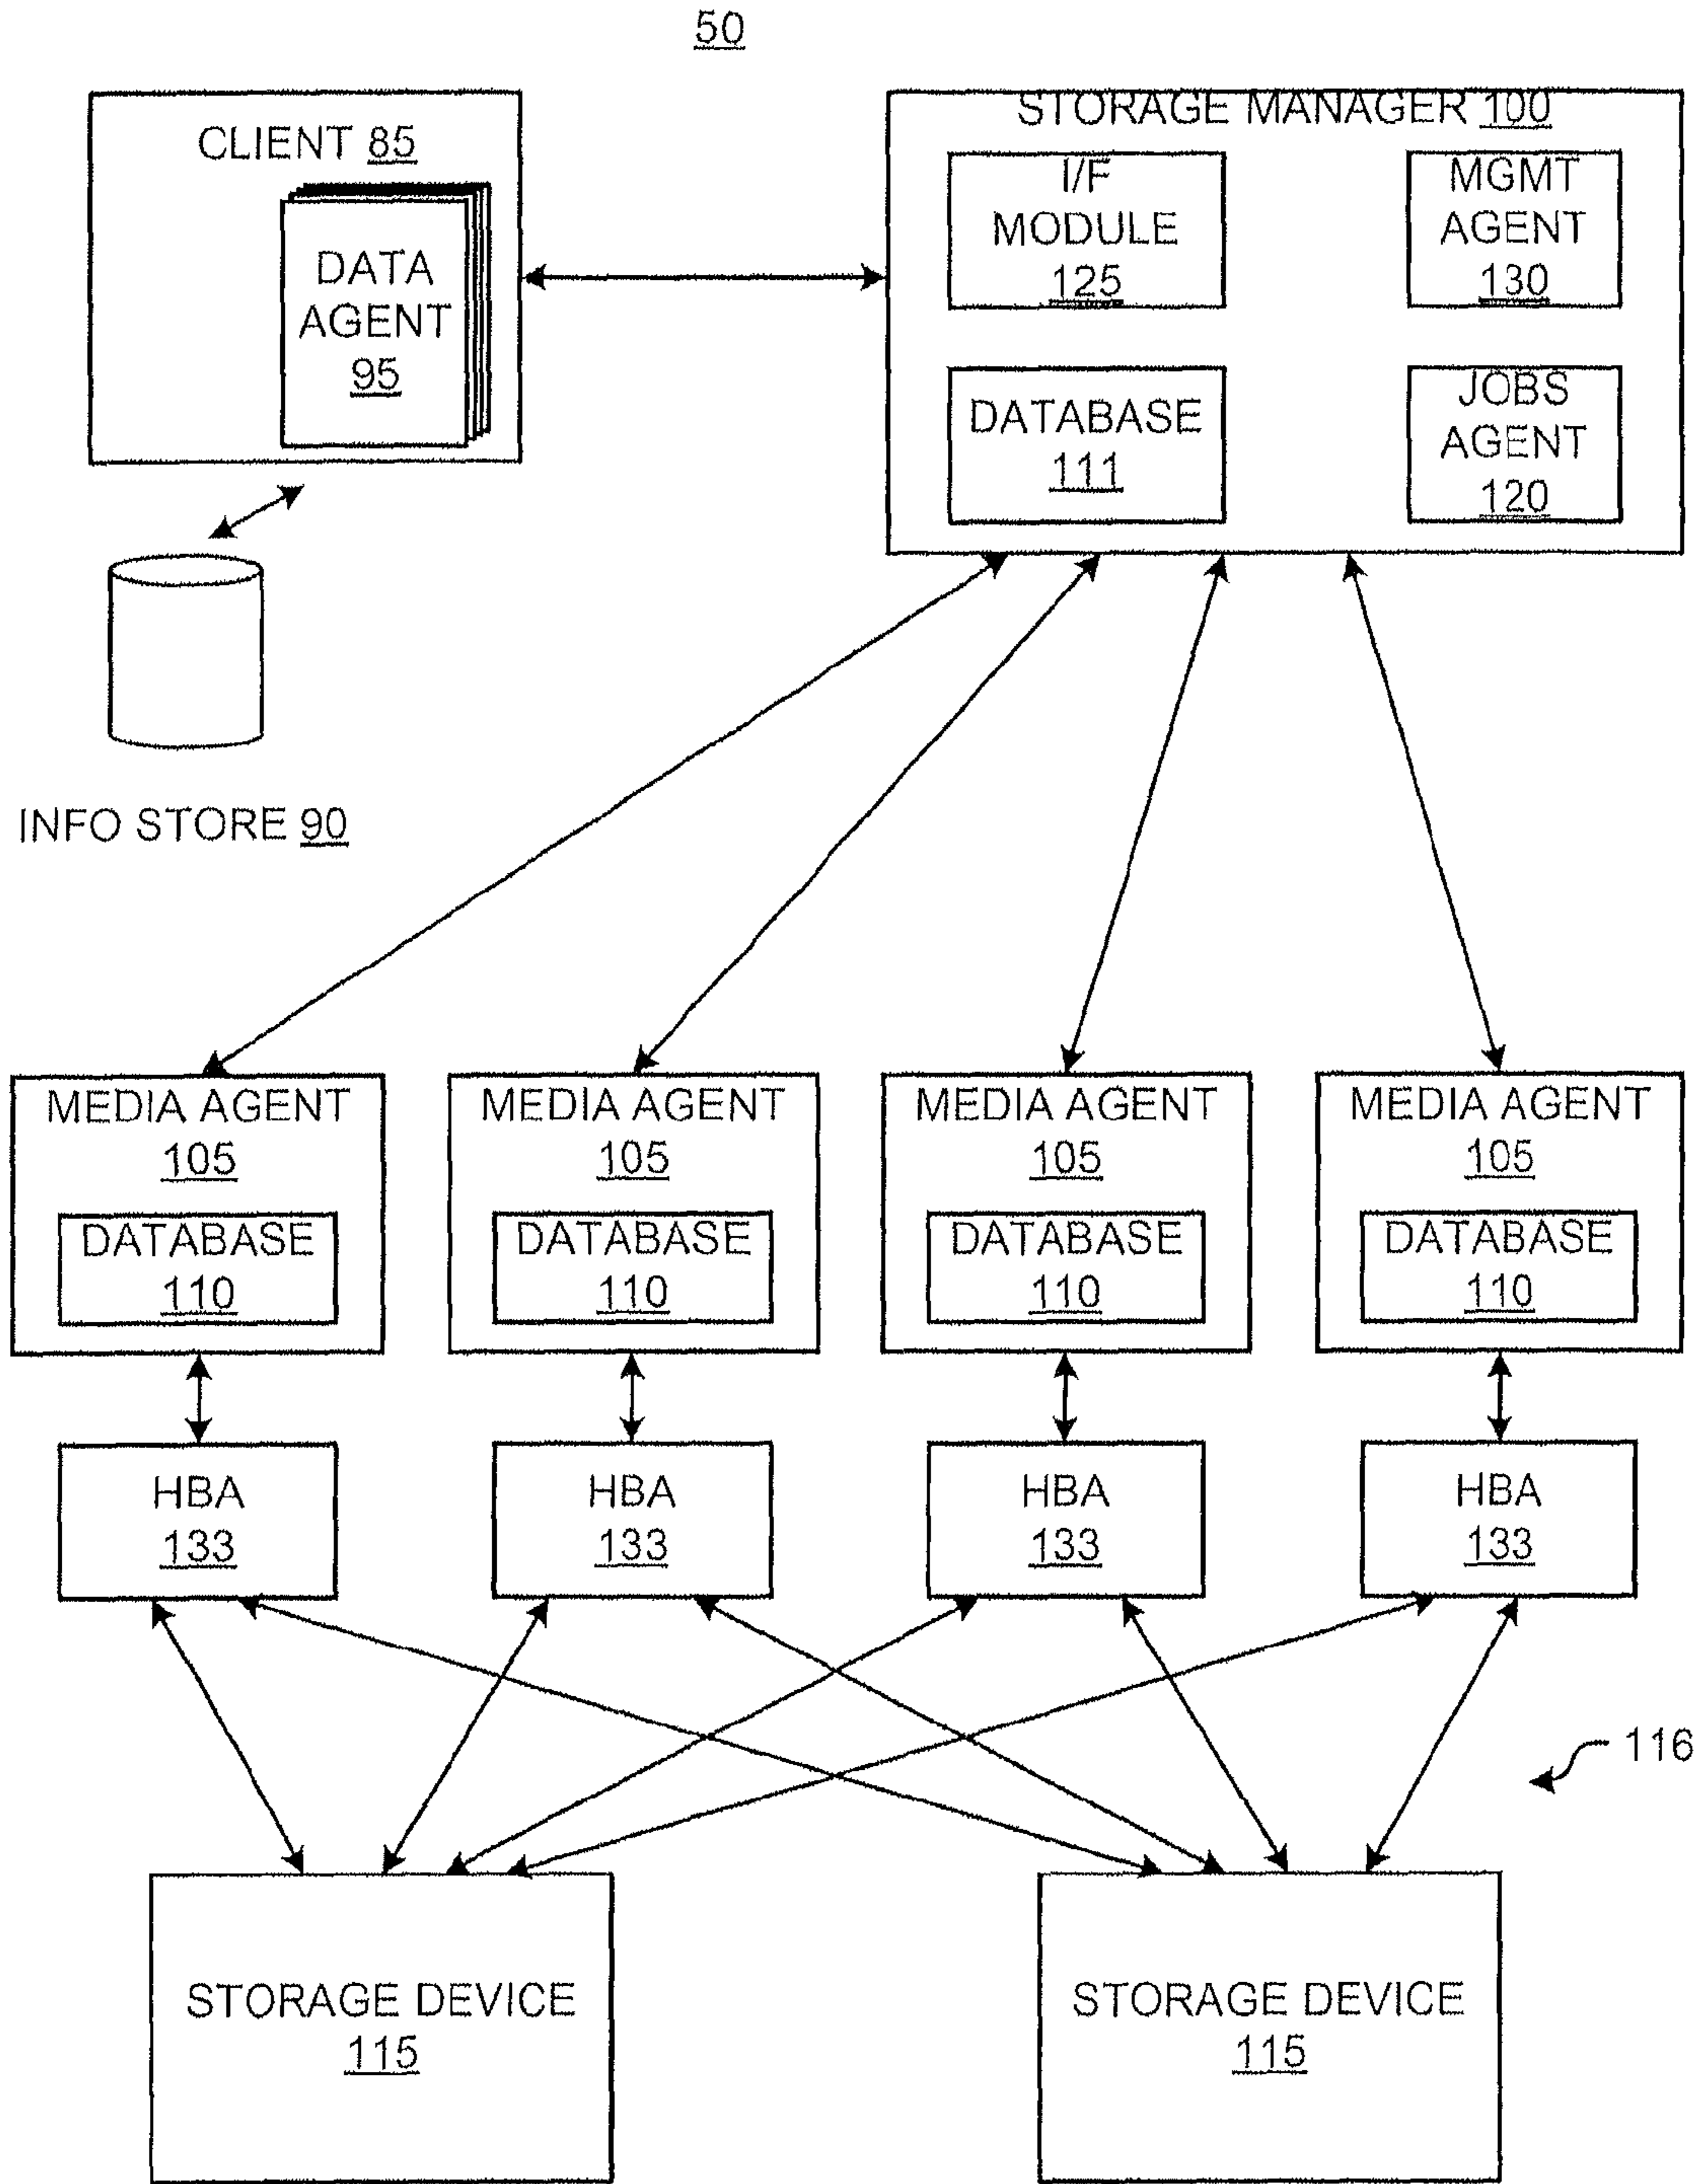 50
CLIENT 85
DATA
AGENT
95
INFO STORE 90
STORAGE MANAGER 100
I/F
MODULE
125
MGMT
AGENT
130
DATABASE
111
JOBS
AGENT
120
MEDIA AGENT
105
DATABASE
110
MEDIA AGENT
105
DATABASE
110
MEDIA AGENT
105
DATABASE
110
MEDIA AGENT
105
DATABASE
110
HBA
133
HBA
133
HBA
133
HBA
133
116
STORAGE DEVICE
115
STORAGE DEVICE
115